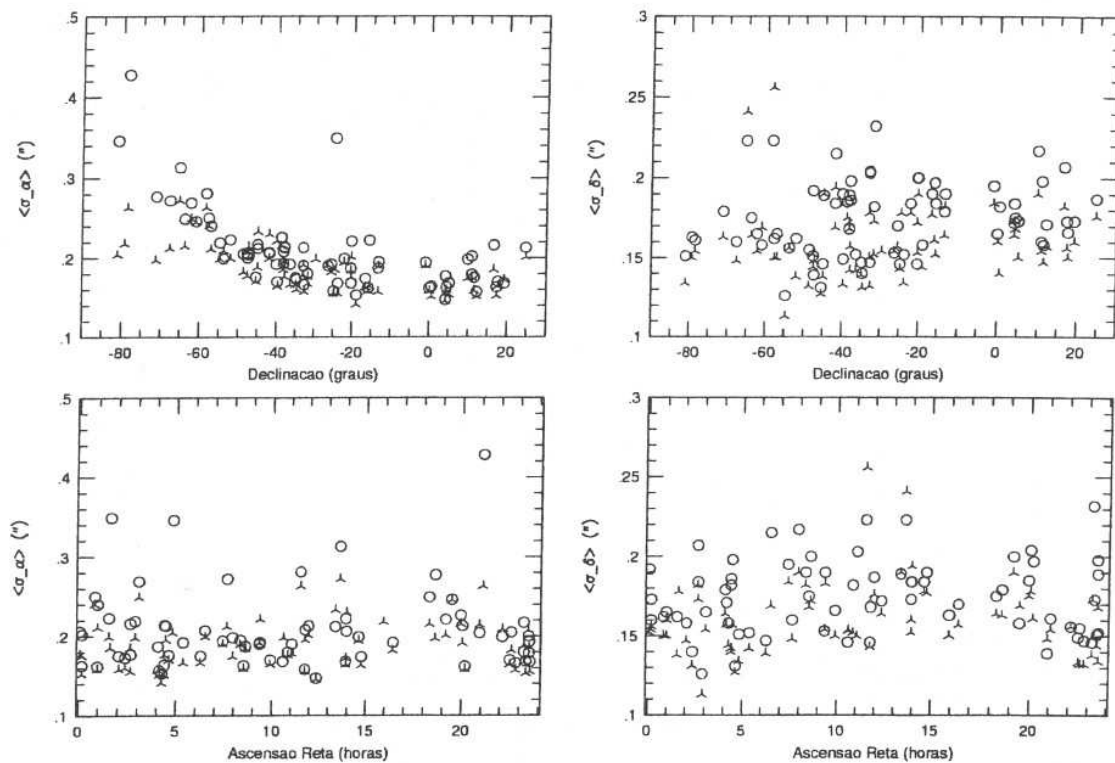 .5
.4
.3
.2
.1
<σ_α> (")
-80 -60 -40 -20 0 20
Declinacao (graus)
.3
.25
.2
.15
.1
<σ_δ> (")
-80 -60 -40 -20 0 20
Declinacao (graus)
.5
.4
.3
.2
.1
<σ_α> (")
0 5 10 15 20
Ascensao Reta (horas)
.3
.25
.2
.15
.1
<σ_δ> (")
0 5 10 15 20
Ascensao Reta (horas)